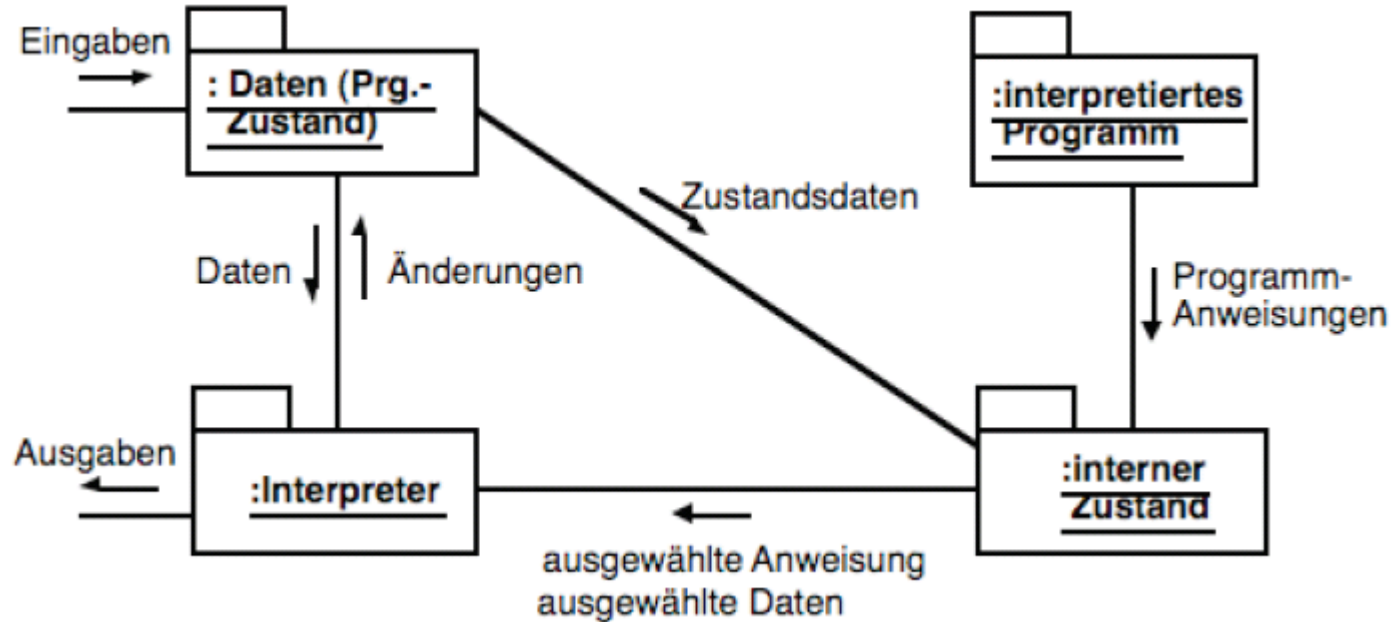 Eingaben
: Daten (Prg.-
Zustand)
:interpretiertes
Programm
Zustandsdaten
Daten
Änderungen
Programm-
Anweisungen
Ausgaben
:Interpreter
:interner
Zustand
ausgewählte Anweisung
ausgewählte Daten